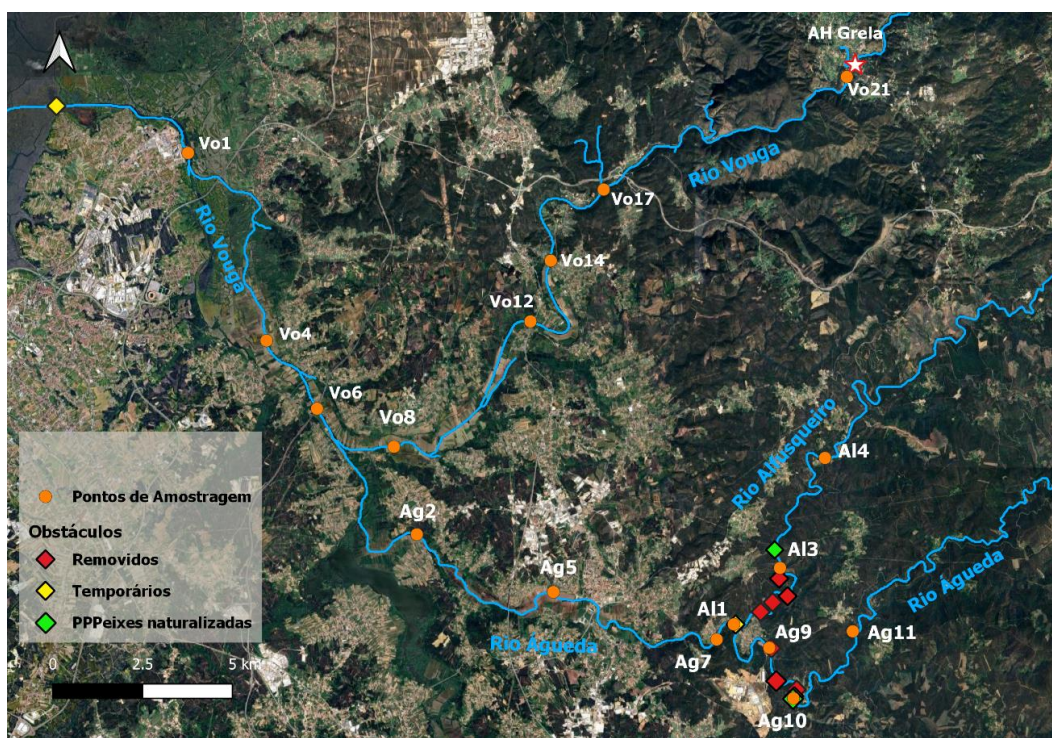 AH Grela
Vo21
Vo1
Rio Vouga
Vo17
Rio Vouga
Vo14
Vo12
Vo4
Vo6
Vo8
Rio Alfusqueiro
Al4
Pontos de Amostragem
Obstáculos
Removidos
Temporários
PPPeixes naturalizadas
Ag2
Al3
Ag5
Rio Águeda
Al1
Ag9
Ag11
Rio Águeda
Ag7
0 2.5 5 km
Ag10